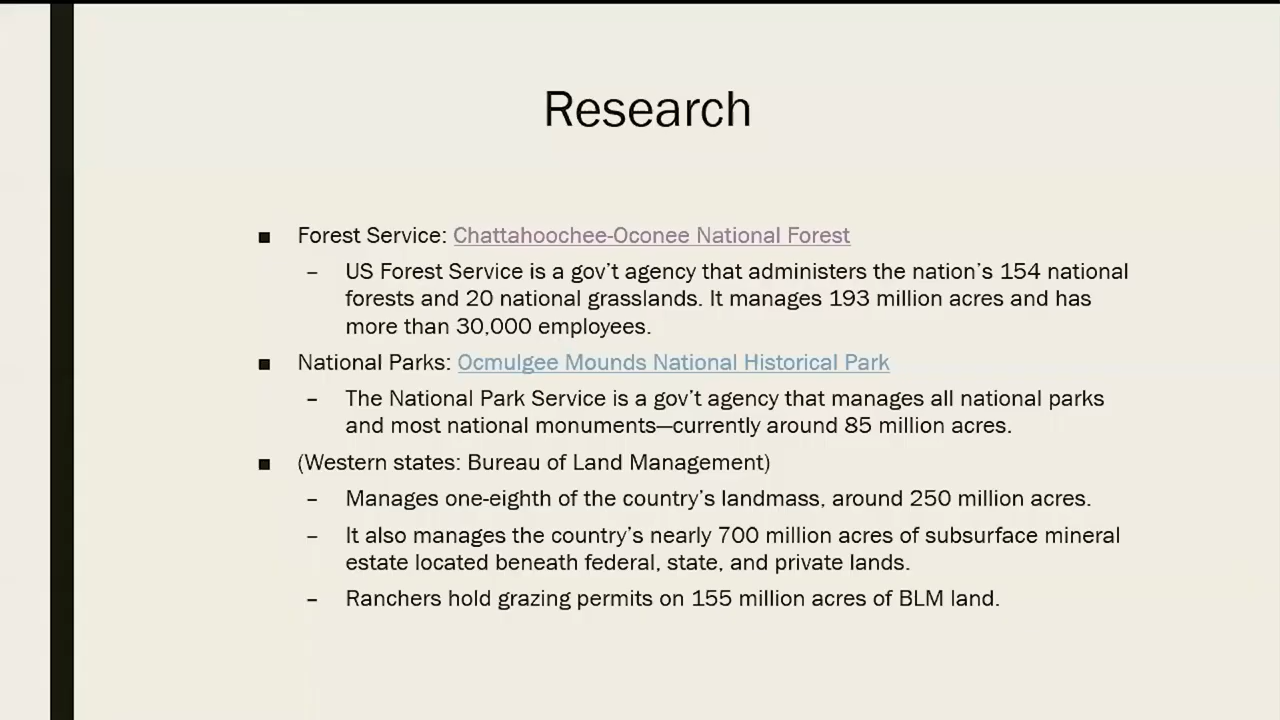 Research
■ Forest Service: Chattahoochee-Oconee National Forest
– US Forest Service is a gov’t agency that administers the nation’s 154 national
forests and 20 national grasslands. It manages 193 million acres and has
more than 30,000 employees.
■ National Parks: Ocmulgee Mounds National Historical Park
– The National Park Service is a gov’t agency that manages all national parks
and most national monuments—currently around 85 million acres.
■ (Western states: Bureau of Land Management)
– Manages one-eighth of the country’s landmass, around 250 million acres.
– It also manages the country’s nearly 700 million acres of subsurface mineral
estate located beneath federal, state, and private lands.
– Ranchers hold grazing permits on 155 million acres of BLM land.